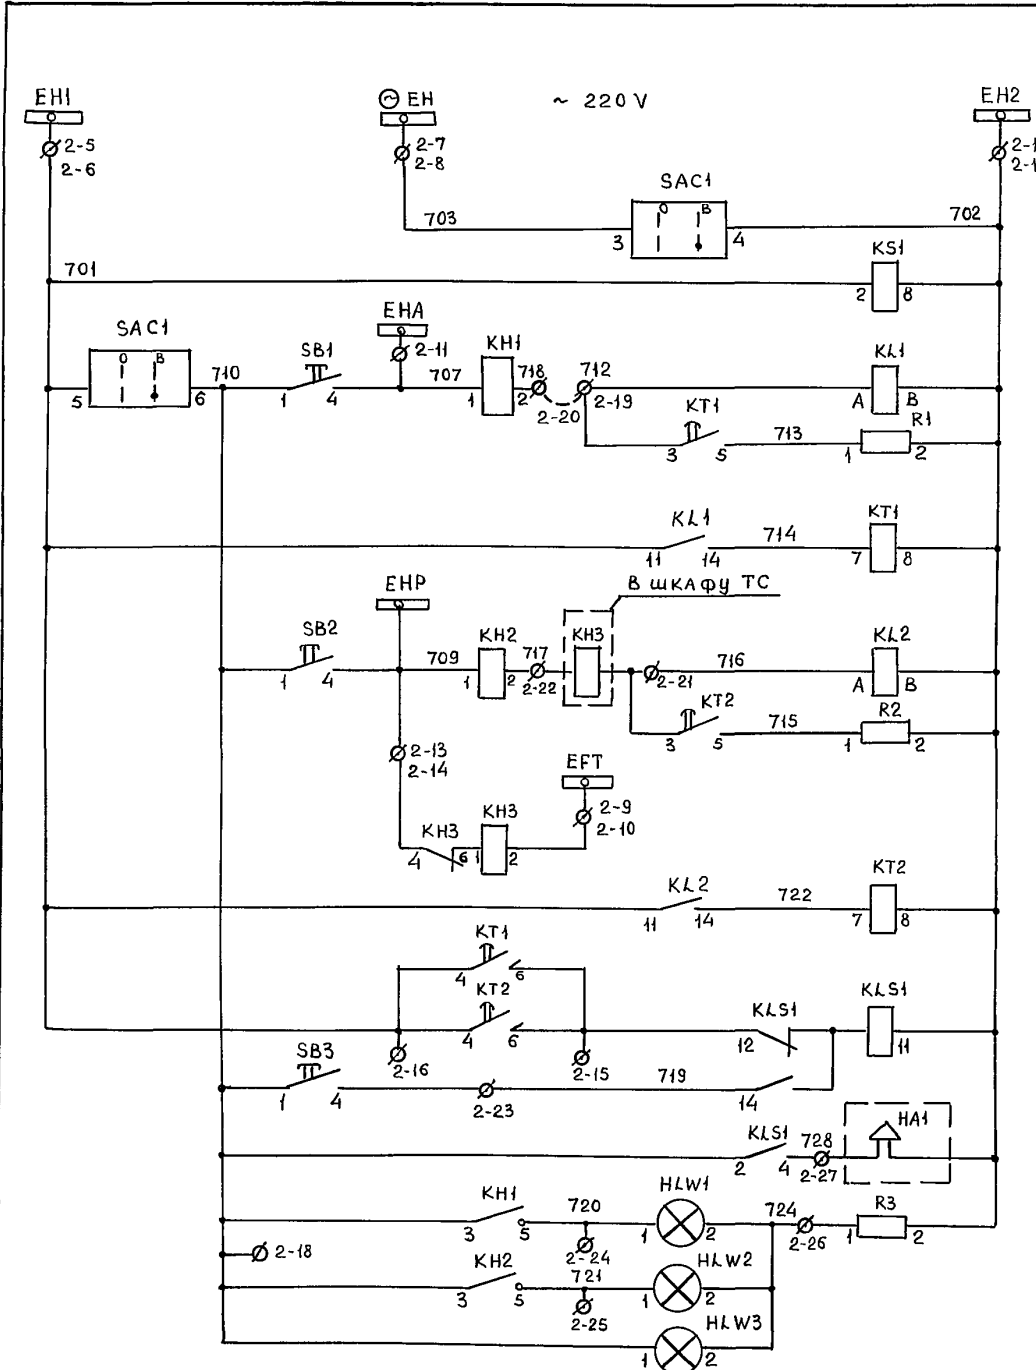 EH1 EH ~ 220 V EH2
2-5 2-7
2-6 2-8
SAC1
O B
703 702
3 4
701 KS1
2 8
SAC1 EHA
O B
SB1 2-11 KH1 KL1
710 707 718 712
5 6 1 4 1 2 2-20 2-19 A B
KT1 713 R1
3 5 1 2
KL1 714 KT1
11 14 7 8
EHP В ШКАФУ ТС
SB2 KH2 717 KH3 KL2
709 716
1 4 1 2 2-22 2-21 A B
KT2 715 R2
3 5 1 2
2-13
2-14
EFT
2-9
2-10
KH3 KH3
4 6 1 2
KL2 722 KT2
11 14 7 8
KT1
4 6
KT2 KLS1 KLS1
4 6 12 11
SB3 2-16 2-15 719
1 4 2-23 14
KLS1 728 HA1
2 4 2-27
KH1 720 HLW1 724 R3
3 5 1 2 1 2
2-24 2-26
2-18
KH2 721 HLW2
3 5 1 2
2-25
HLW3
1 2